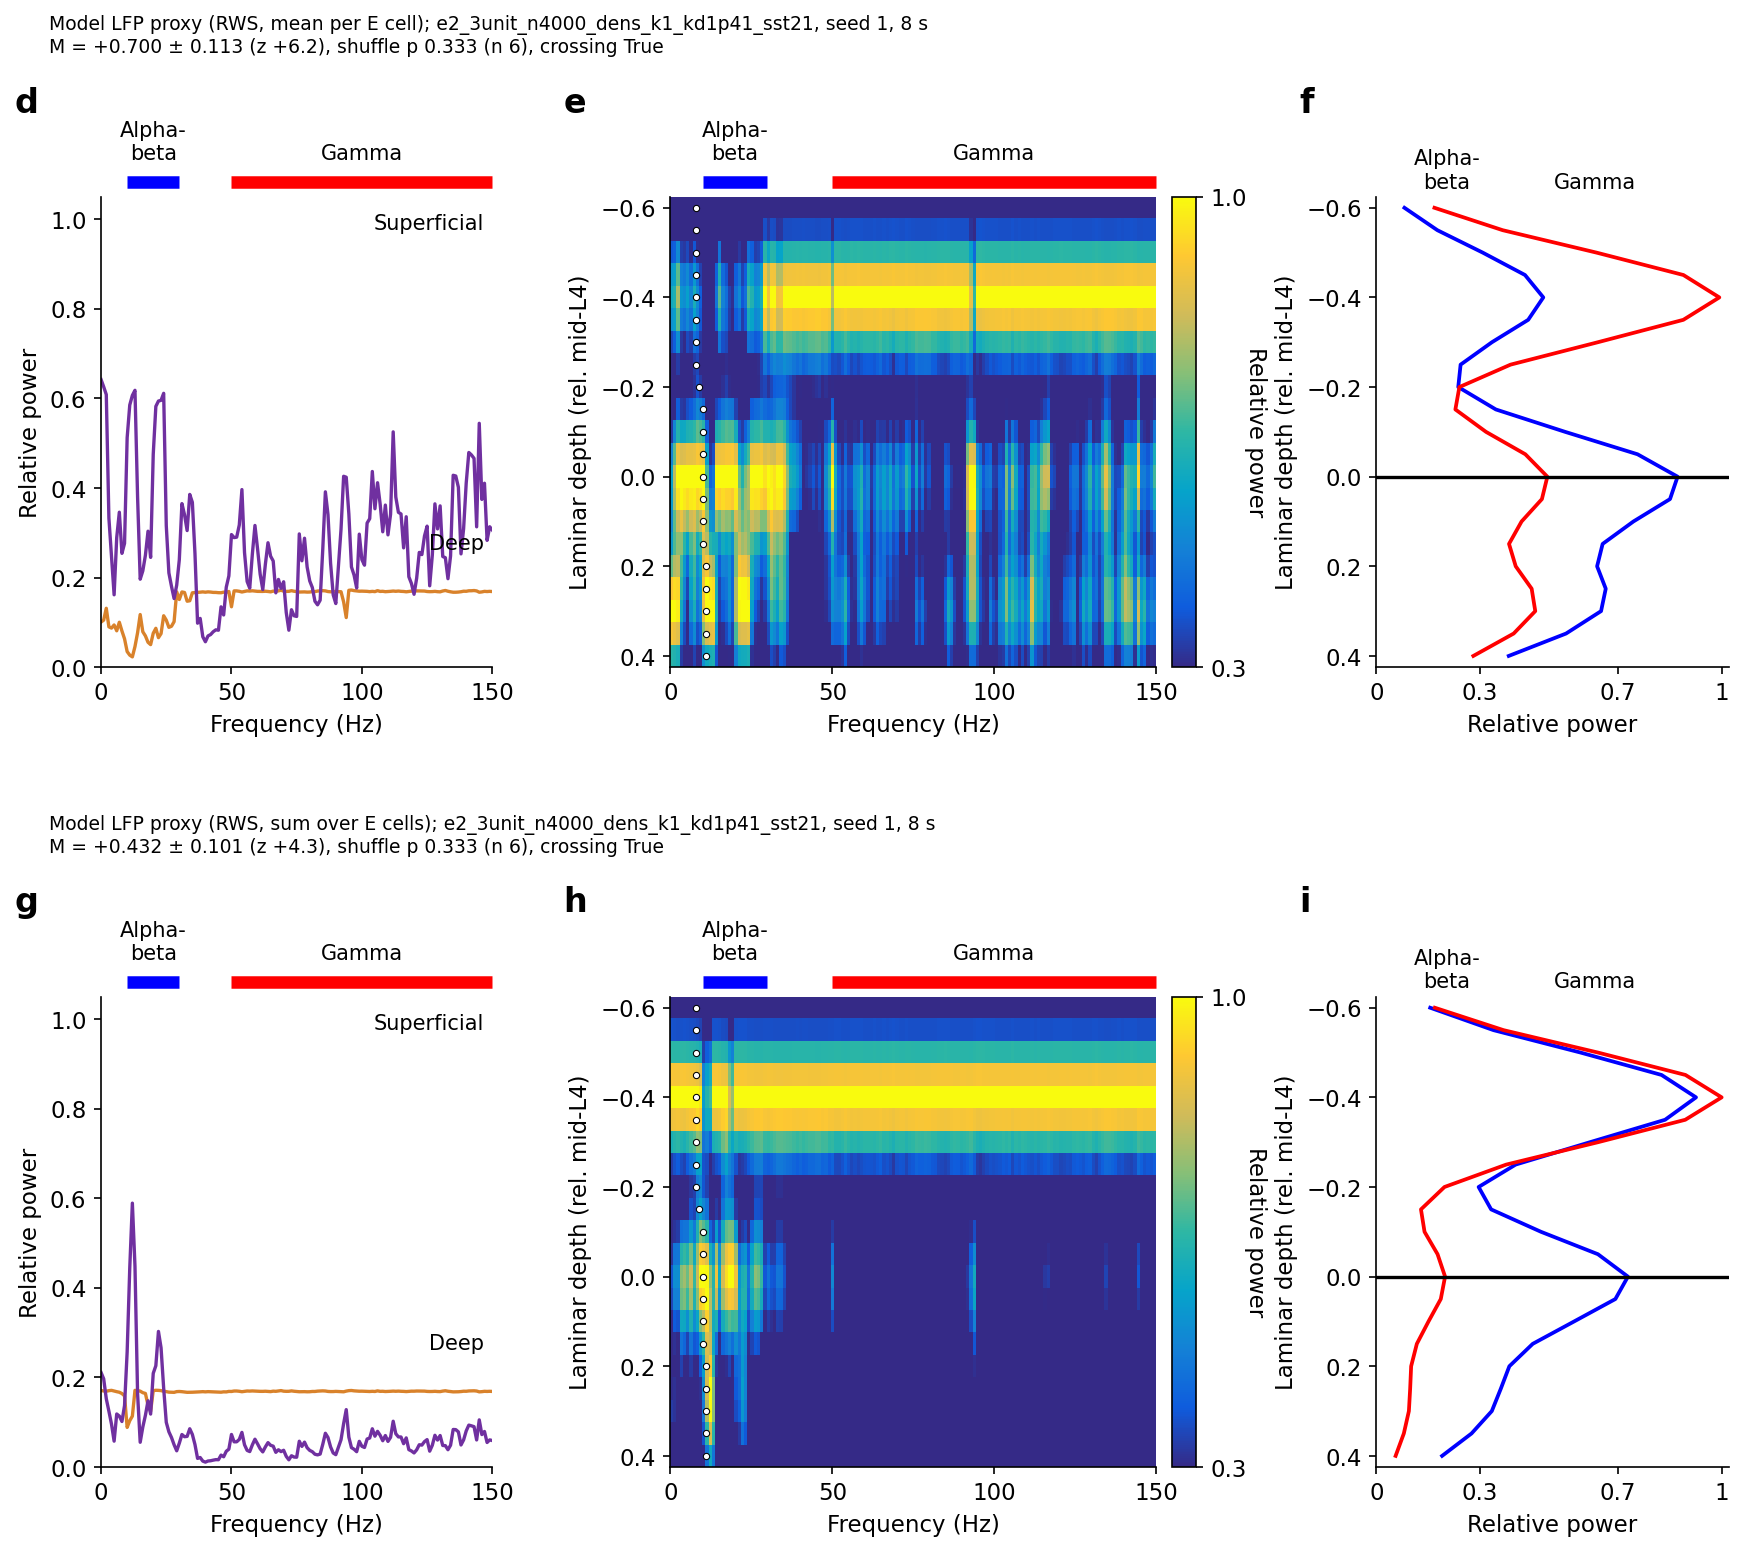 Model LFP proxy (RWS, mean per E cell); e2_3unit_n4000_dens_k1_kd1p41_sst21, seed 1, 8 s
M = +0.700 ± 0.113 (z +6.2), shuffle p 0.333 (n 6), crossing True
d
Alpha-
beta
Gamma
Superficial
Deep
1.0
0.8
0.6
0.4
0.2
0.0
0
50
100
150
Relative power
Frequency (Hz)
e
Alpha-
beta
Gamma
−0.6
−0.4
−0.2
0.0
0.2
0.4
0
50
100
150
Laminar depth (rel. mid-L4)
Frequency (Hz)
1.0
0.3
Relative power
f
Alpha-
beta
Gamma
−0.6
−0.4
−0.2
0.0
0.2
0.4
0
0.3
0.7
1
Laminar depth (rel. mid-L4)
Relative power
Model LFP proxy (RWS, sum over E cells); e2_3unit_n4000_dens_k1_kd1p41_sst21, seed 1, 8 s
M = +0.432 ± 0.101 (z +4.3), shuffle p 0.333 (n 6), crossing True
g
Alpha-
beta
Gamma
Superficial
Deep
1.0
0.8
0.6
0.4
0.2
0.0
0
50
100
150
Relative power
Frequency (Hz)
h
Alpha-
beta
Gamma
−0.6
−0.4
−0.2
0.0
0.2
0.4
0
50
100
150
Laminar depth (rel. mid-L4)
Frequency (Hz)
1.0
0.3
Relative power
i
Alpha-
beta
Gamma
−0.6
−0.4
−0.2
0.0
0.2
0.4
0
0.3
0.7
1
Laminar depth (rel. mid-L4)
Relative power